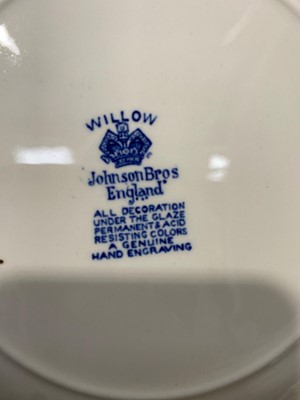 WILLOW
Johnson Bros
England
ALL DECORATION
UNDER THE GLAZE
PERMANENT & ACID
RESISTING COLORS
A GENUINE
HAND ENGRAVING